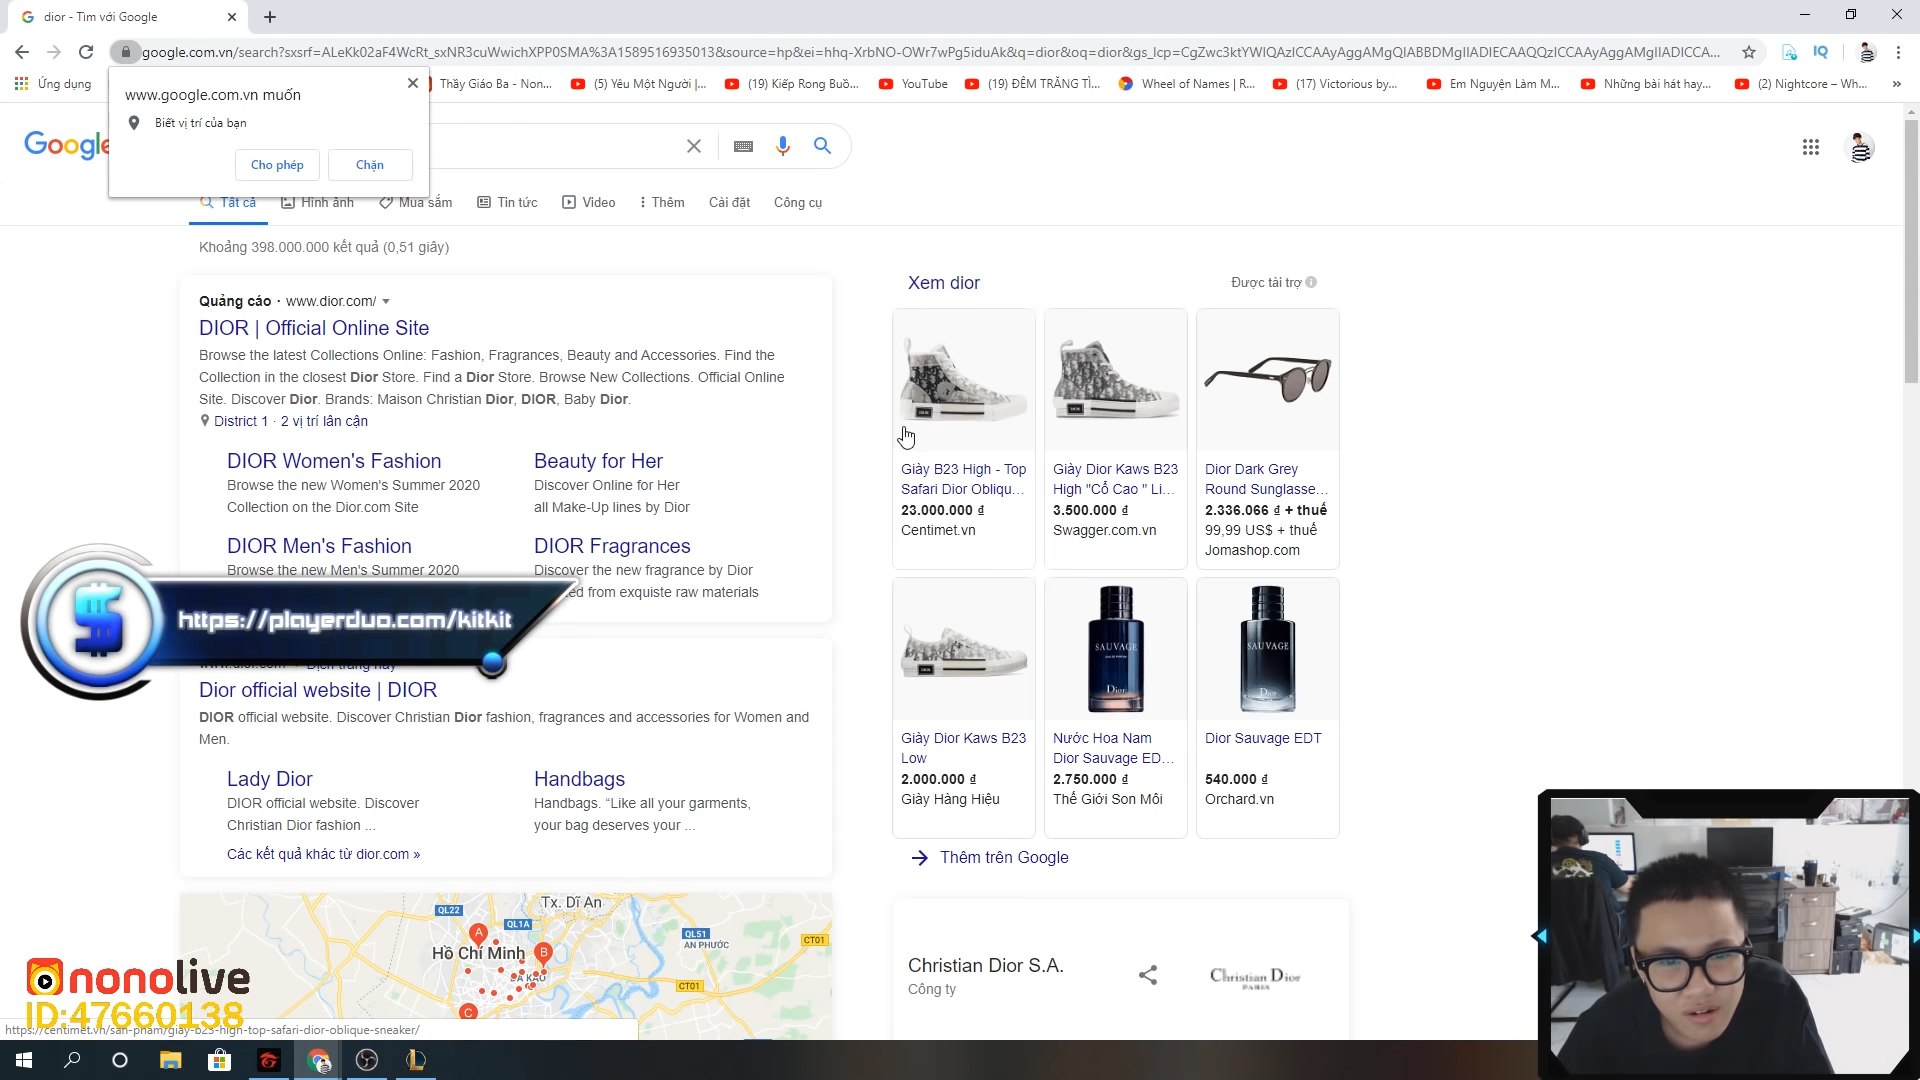 dior - Tìm với Google
google.com.vn/search?sxsrf=ALeKk02aF4WcRt_sxNR3cuWwichXPP0SMA%3A1589516935013&source=hp&ei=hhq-XrbNO-OWr7wPg5iduAk&q=dior&oq=dior&gs_lcp=CgZwc3ktYWIQAzICCAAyAggAMgQIABBDMgIIADIECAAQQzICCAAyAggAMgIIADICCA...
Ứng dụng
Thầy Giáo Ba - Non...
(5) Yêu Một Người |...
(19) Kiếp Rong Buồ...
YouTube
(19) ĐÊM TRĂNG TÌ...
Wheel of Names | R...
(17) Victorious by...
Em Nguyện Làm M...
Những bài hát hay...
(2) Nightcore – Wh...
www.google.com.vn muốn
Biết vị trí của bạn
Cho phép
Chặn
Google
Tất cả
Hình ảnh
Mua sắm
Tin tức
Video
Thêm
Cài đặt
Công cụ
Khoảng 398.000.000 kết quả (0,51 giây)
Quảng cáo · www.dior.com/
DIOR | Official Online Site
Browse the latest Collections Online: Fashion, Fragrances, Beauty and Accessories. Find the
Collection in the closest Dior Store. Find a Dior Store. Browse New Collections. Official Online
Site. Discover Dior. Brands: Maison Christian Dior, DIOR, Baby Dior.
District 1 · 2 vị trí lân cận
DIOR Women's Fashion
Browse the new Women's Summer 2020
Collection on the Dior.com Site
Beauty for Her
Discover Online for Her
all Make-Up lines by Dior
DIOR Men's Fashion
Browse the new Men's Summer 2020
DIOR Fragrances
Discover the new fragrance by Dior
from exquiste raw materials
https://playerduo.com/kitkit
Dior official website | DIOR
DIOR official website. Discover Christian Dior fashion, fragrances and accessories for Women and
Men.
Lady Dior
DIOR official website. Discover
Christian Dior fashion ...
Handbags
Handbags. “Like all your garments,
your bag deserves your ...
Các kết quả khác từ dior.com »
Xem dior
Được tài trợ
Giày B23 High - Top
Safari Dior Obliqu...
23.000.000 ₫
Centimet.vn
Giày Dior Kaws B23
High "Cổ Cao " Li...
3.500.000 ₫
Swagger.com.vn
Dior Dark Grey
Round Sunglasse...
2.336.066 ₫ + thuế
99,99 US$ + thuế
Jomashop.com
SAUVAGE
Dior
SAUVAGE
Dior
Giày Dior Kaws B23
Low
2.000.000 ₫
Giày Hàng Hiệu
Nước Hoa Nam
Dior Sauvage ED...
2.750.000 ₫
Thế Giới Son Môi
Dior Sauvage EDT
540.000 ₫
Orchard.vn
Thêm trên Google
QL22
QL1A
Tx. Dĩ An
QL51
AN PHƯỚC
CT01
Hồ Chí Minh
A
B
C
ĐA KAO
CT01
Christian Dior S.A.
Công ty
Christian Dior
PARIS
nonolive
ID:47660138
https://centimet.vn/san-pham/giay-b23-high-top-safari-dior-oblique-sneaker/